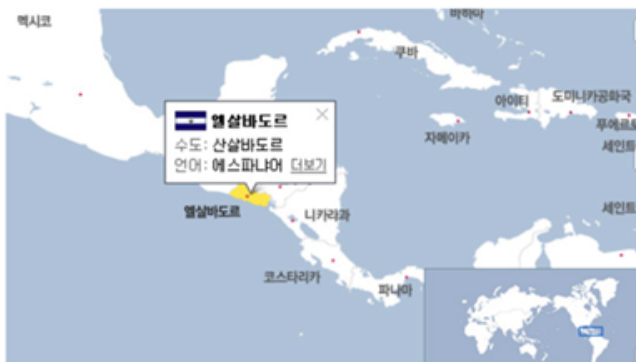 멕시코
바하마
쿠바
아이티
도미니카공화국
자메이카
푸에르토
세인트
엘살바도르
수도: 산살바도르
언어: 에스파냐어 더보기
세인트
엘살바도르
니카라과
코스타리카
파나마